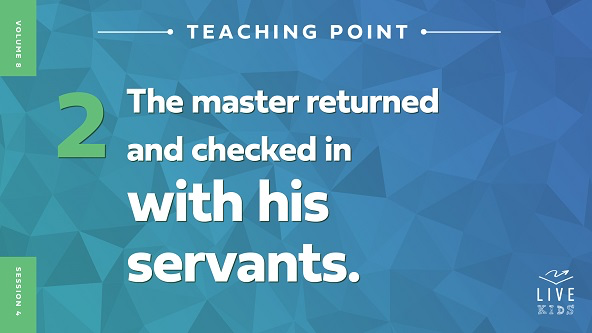 VOLUME 8
TEACHING POINT
2
The master returned
and checked in
with his
servants.
SESSION 4
LIVE
KIDS